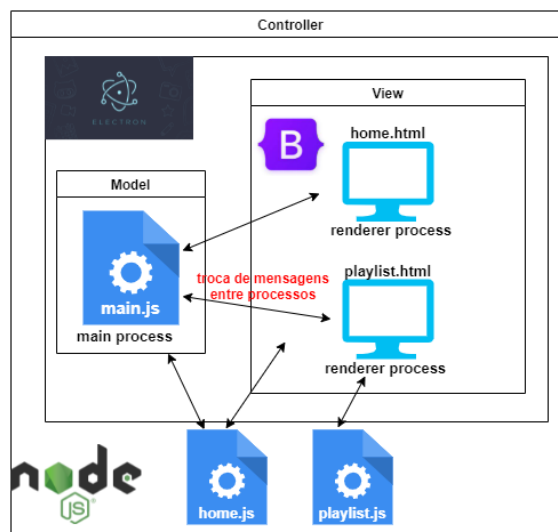 Controller
ELECTRON
View
B
home.html
renderer process
Model
main.js
main process
troca de mensagens
entre processos
playlist.html
renderer process
node
JS
home.js
playlist.js